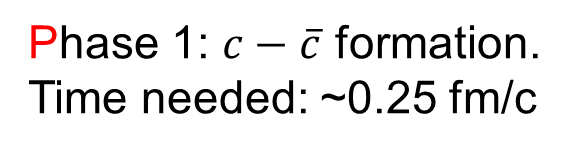 Phase 1: c − c̄ formation.
Time needed: ~0.25 fm/c